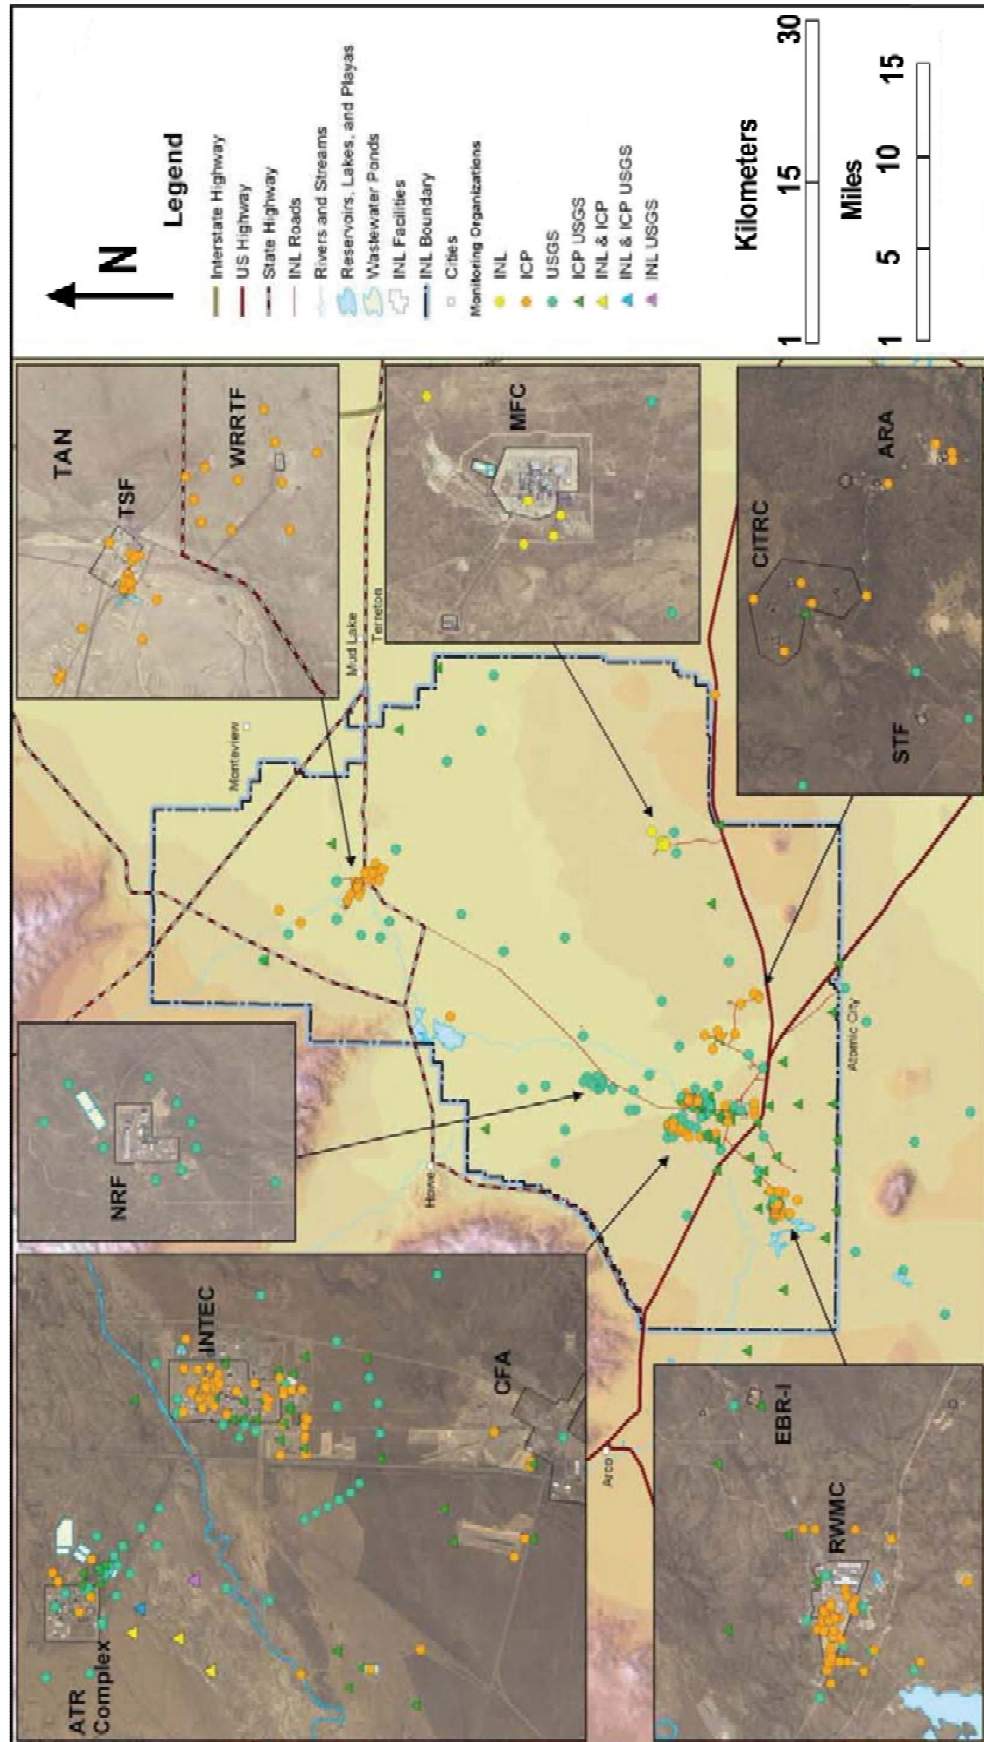 N
Legend
Interstate Highway
US Highway
State Highway
INL Roads
Rivers and Streams
Reservoirs, Lakes, and Playas
Wastewater Ponds
INL Facilities
INL Boundary
Cities
Monitoring Organizations
INL
ICP
USGS
ICP USGS
INL & ICP
INL & ICP USGS
INL USGS
Kilometers
1 15 30
Miles
1 5 10 15
TAN
TSF
WRRTF
MFC
CITRC
ARA
STF
NRF
INTEC
CFA
ATR
Complex
EBR-I
RWMC
Monteview
Mud Lake
Terreton
Howe
Atomic City
Arco